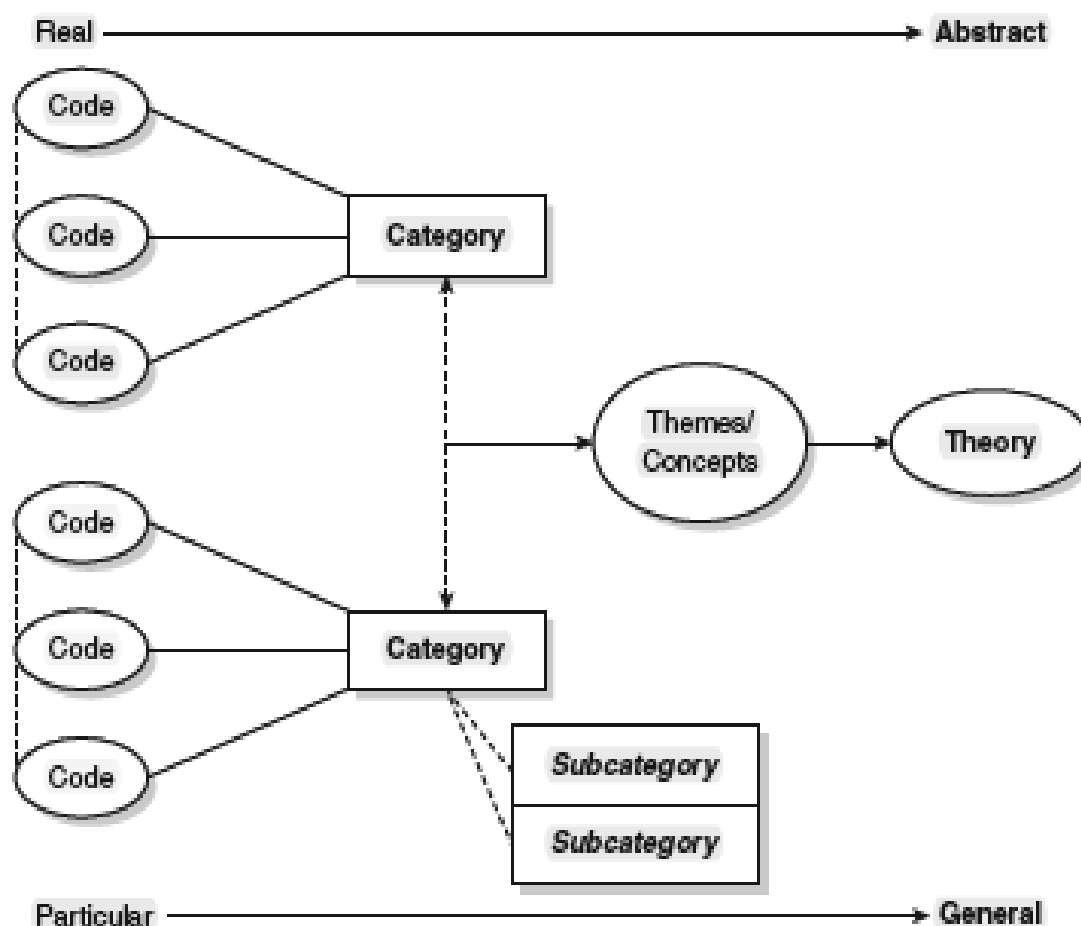 Real
Abstract
Code
Code
Category
Code
Themes/
Concepts
Theory
Code
Code
Category
Code
Subcategory
Subcategory
Particular
General